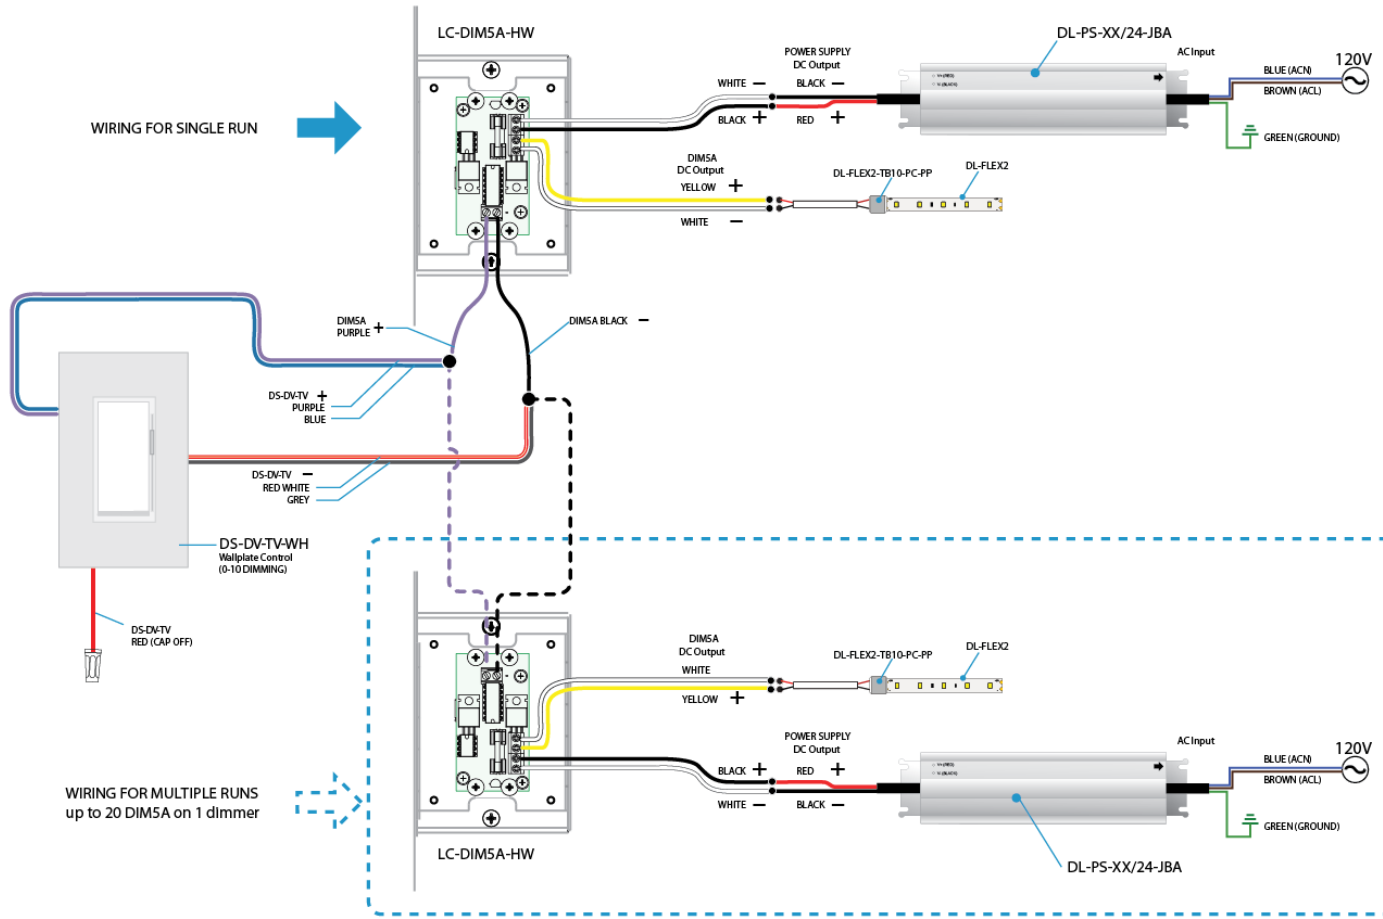 LC-DIM5A-HW
DL-PS-XX/24-JBA
POWER SUPPLY
DC Output
AC Input
120V
WHITE −
BLACK −
BLUE (ACN)
BROWN (ACL)
V+ (RED)
V- (BLACK)
WIRING FOR SINGLE RUN
BLACK +
RED +
GREEN (GROUND)
DIM5A
DC Output
YELLOW +
DL-FLEX2-TB10-PC-PP
DL-FLEX2
WHITE −
DIM5A
PURPLE +
DIM5A BLACK −
DS-DV-TV +
PURPLE
BLUE
DS-DV-TV −
RED WHITE
GREY
DS-DV-TV-WH
Wallplate Control
(0-10 DIMMING)
DS-DV-TV
RED (CAP OFF)
DIM5A
DC Output
WHITE
YELLOW +
DL-FLEX2-TB10-PC-PP
DL-FLEX2
POWER SUPPLY
DC Output
AC Input
120V
BLACK +
RED +
BLUE (ACN)
BROWN (ACL)
V+ (RED)
V- (BLACK)
WHITE −
BLACK −
GREEN (GROUND)
WIRING FOR MULTIPLE RUNS
up to 20 DIM5A on 1 dimmer
LC-DIM5A-HW
DL-PS-XX/24-JBA